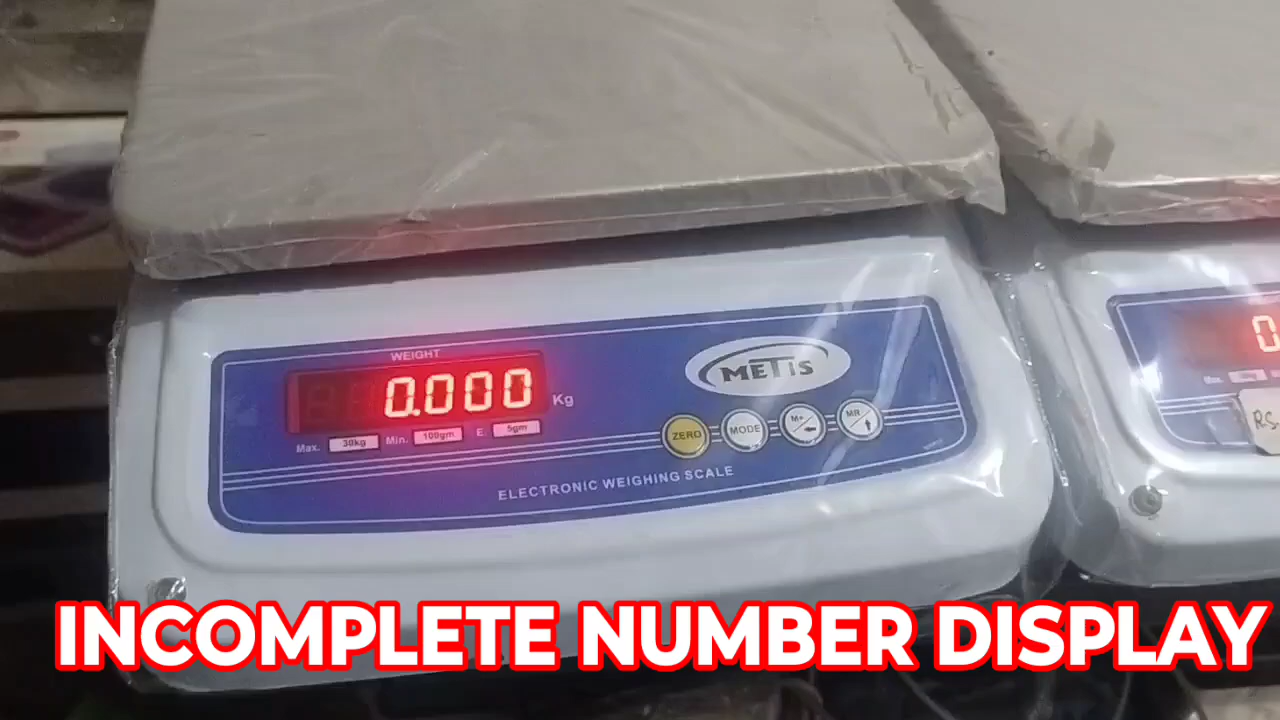 WEIGHT
0.000 Kg
Max. 30kg Min. 100gm E. 5gm
METIS
ZERO MODE M+ MR
ELECTRONIC WEIGHING SCALE
0.
R.S
INCOMPLETE NUMBER DISPLAY